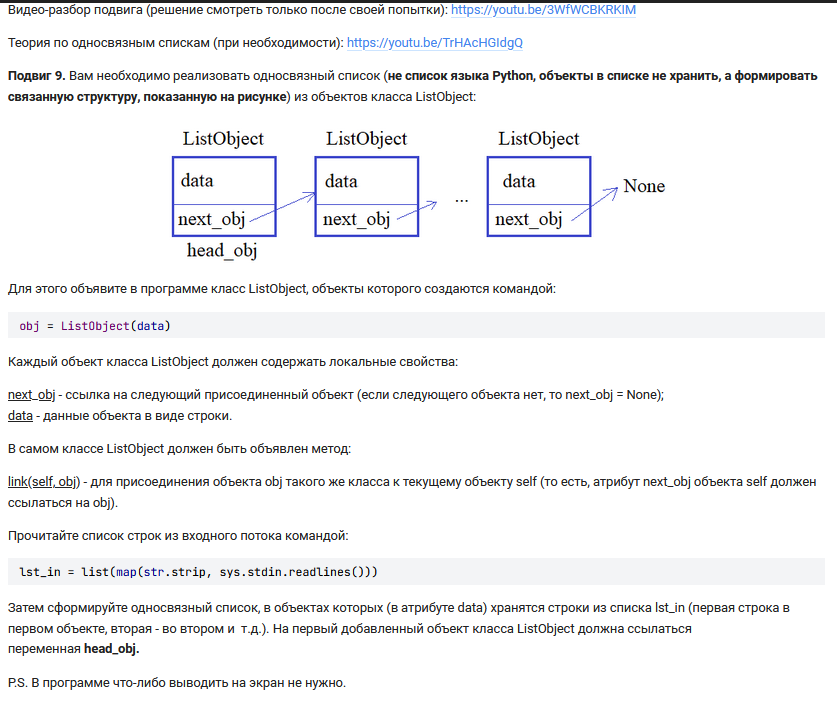 Видео-разбор подвига (решение смотреть только после своей попытки): https://youtu.be/3WfWCBKRKIM
Теория по односвязным спискам (при необходимости): https://youtu.be/TrHAcHGIdgQ
Подвиг 9. Вам необходимо реализовать односвязный список (не список языка Python, объекты в списке не хранить, а формировать
связанную структуру, показанную на рисунке) из объектов класса ListObject:
ListObject ListObject ListObject
data data data None
next_obj next_obj ... next_obj
head_obj
Для этого объявите в программе класс ListObject, объекты которого создаются командой:
obj = ListObject(data)
Каждый объект класса ListObject должен содержать локальные свойства:
next_obj - ссылка на следующий присоединенный объект (если следующего объекта нет, то next_obj = None);
data - данные объекта в виде строки.
В самом классе ListObject должен быть объявлен метод:
link(self, obj) - для присоединения объекта obj такого же класса к текущему объекту self (то есть, атрибут next_obj объекта self должен
ссылаться на obj).
Прочитайте список строк из входного потока командой:
lst_in = list(map(str.strip, sys.stdin.readlines()))
Затем сформируйте односвязный список, в объектах которых (в атрибуте data) хранятся строки из списка lst_in (первая строка в
первом объекте, вторая - во втором и т.д.). На первый добавленный объект класса ListObject должна ссылаться
переменная head_obj.
P.S. В программе что-либо выводить на экран не нужно.